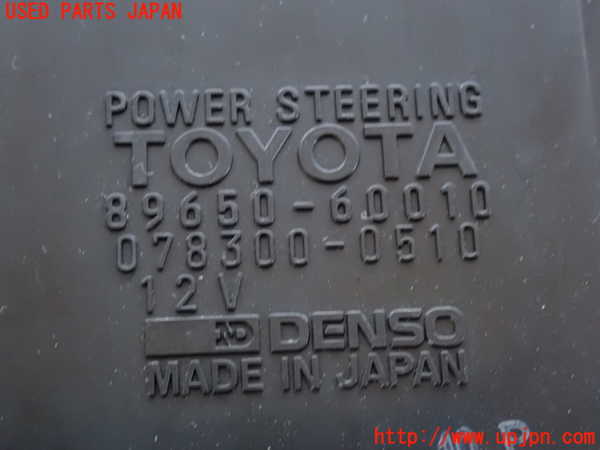 USED PARTS JAPAN
POWER STEERING
TOYOTA
89650-60010
078300-0510
12V
ND DENSO
MADE IN JAPAN
http://www.upjpn.com